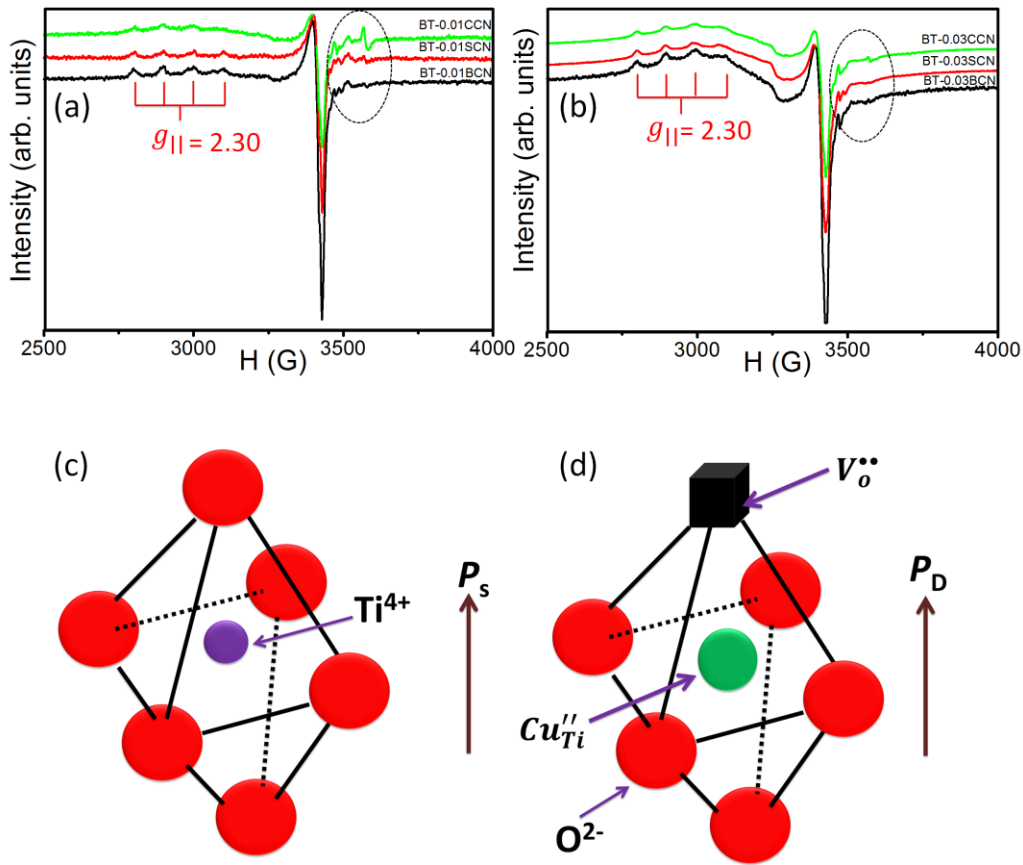 BT-0.01CCN
BT-0.01SCN
BT-0.01BCN
(a)
g|| = 2.30
Intensity (arb. units)
2500 3000 3500 4000
H (G)
BT-0.03CCN
BT-0.03SCN
BT-0.03BCN
(b)
g|| = 2.30
Intensity (arb. units)
2500 3000 3500 4000
H (G)
(c)
Ti⁴⁺
Pₛ
(d)
Vₒ••
P_D
Cu″_Ti
O²⁻